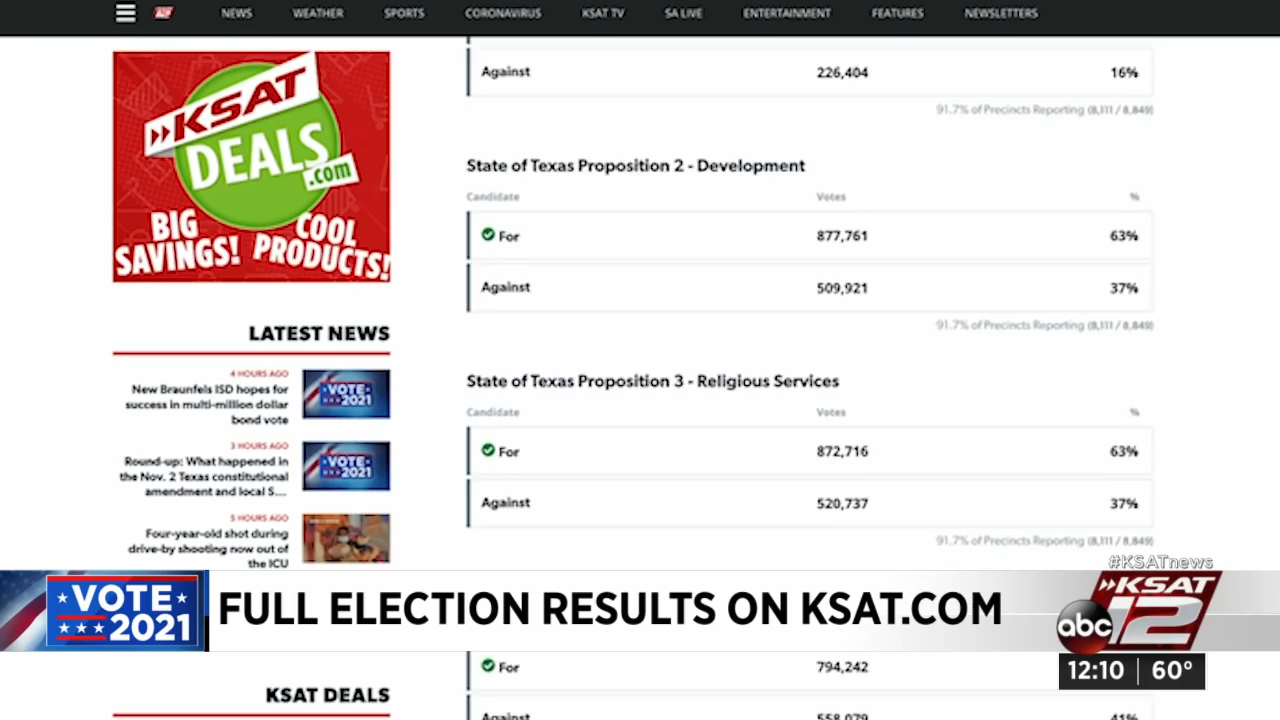 NEWS WEATHER SPORTS CORONAVIRUS KSAT TV SA LIVE ENTERTAINMENT FEATURES NEWSLETTERS
KSAT
DEALS
.com
BIG COOL
SAVINGS! PRODUCTS!
LATEST NEWS
4 HOURS AGO
New Braunfels ISD hopes for
success in multi-million dollar
bond vote
VOTE
2021
3 HOURS AGO
Round-up: What happened in
the Nov. 2 Texas constitutional
amendment and local S...
VOTE
2021
5 HOURS AGO
Four-year-old shot during
drive-by shooting now out of
the ICU
KSAT DEALS
Against 226,404 16%
91.7% of Precincts Reporting (8,111 / 8,849)
State of Texas Proposition 2 - Development
Candidate Votes %
For 877,761 63%
Against 509,921 37%
91.7% of Precincts Reporting (8,111 / 8,849)
State of Texas Proposition 3 - Religious Services
Candidate Votes %
For 872,716 63%
Against 520,737 37%
91.7% of Precincts Reporting (8,111 / 8,849)
For 794,242
Against 558,079 41%
#KSATnews
VOTE
2021
FULL ELECTION RESULTS ON KSAT.COM
KSAT
abc 12
12:10 60°